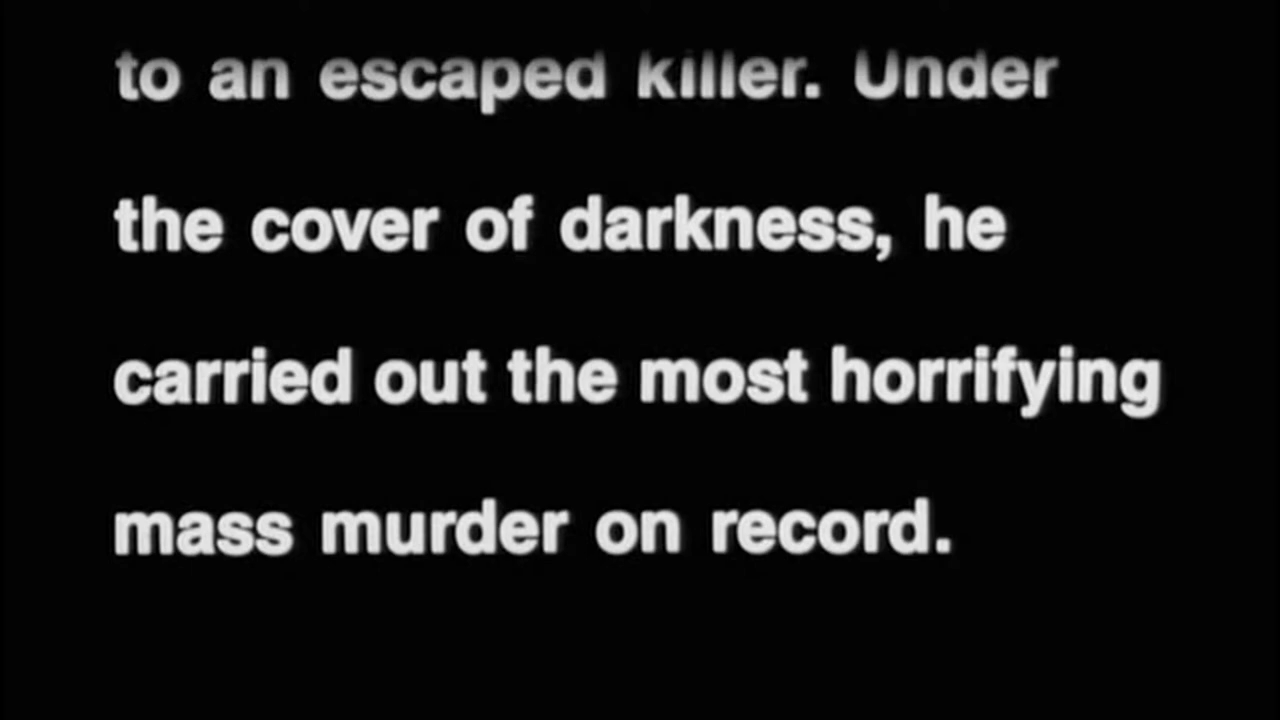 to an escaped killer. Under
the cover of darkness, he
carried out the most horrifying
mass murder on record.